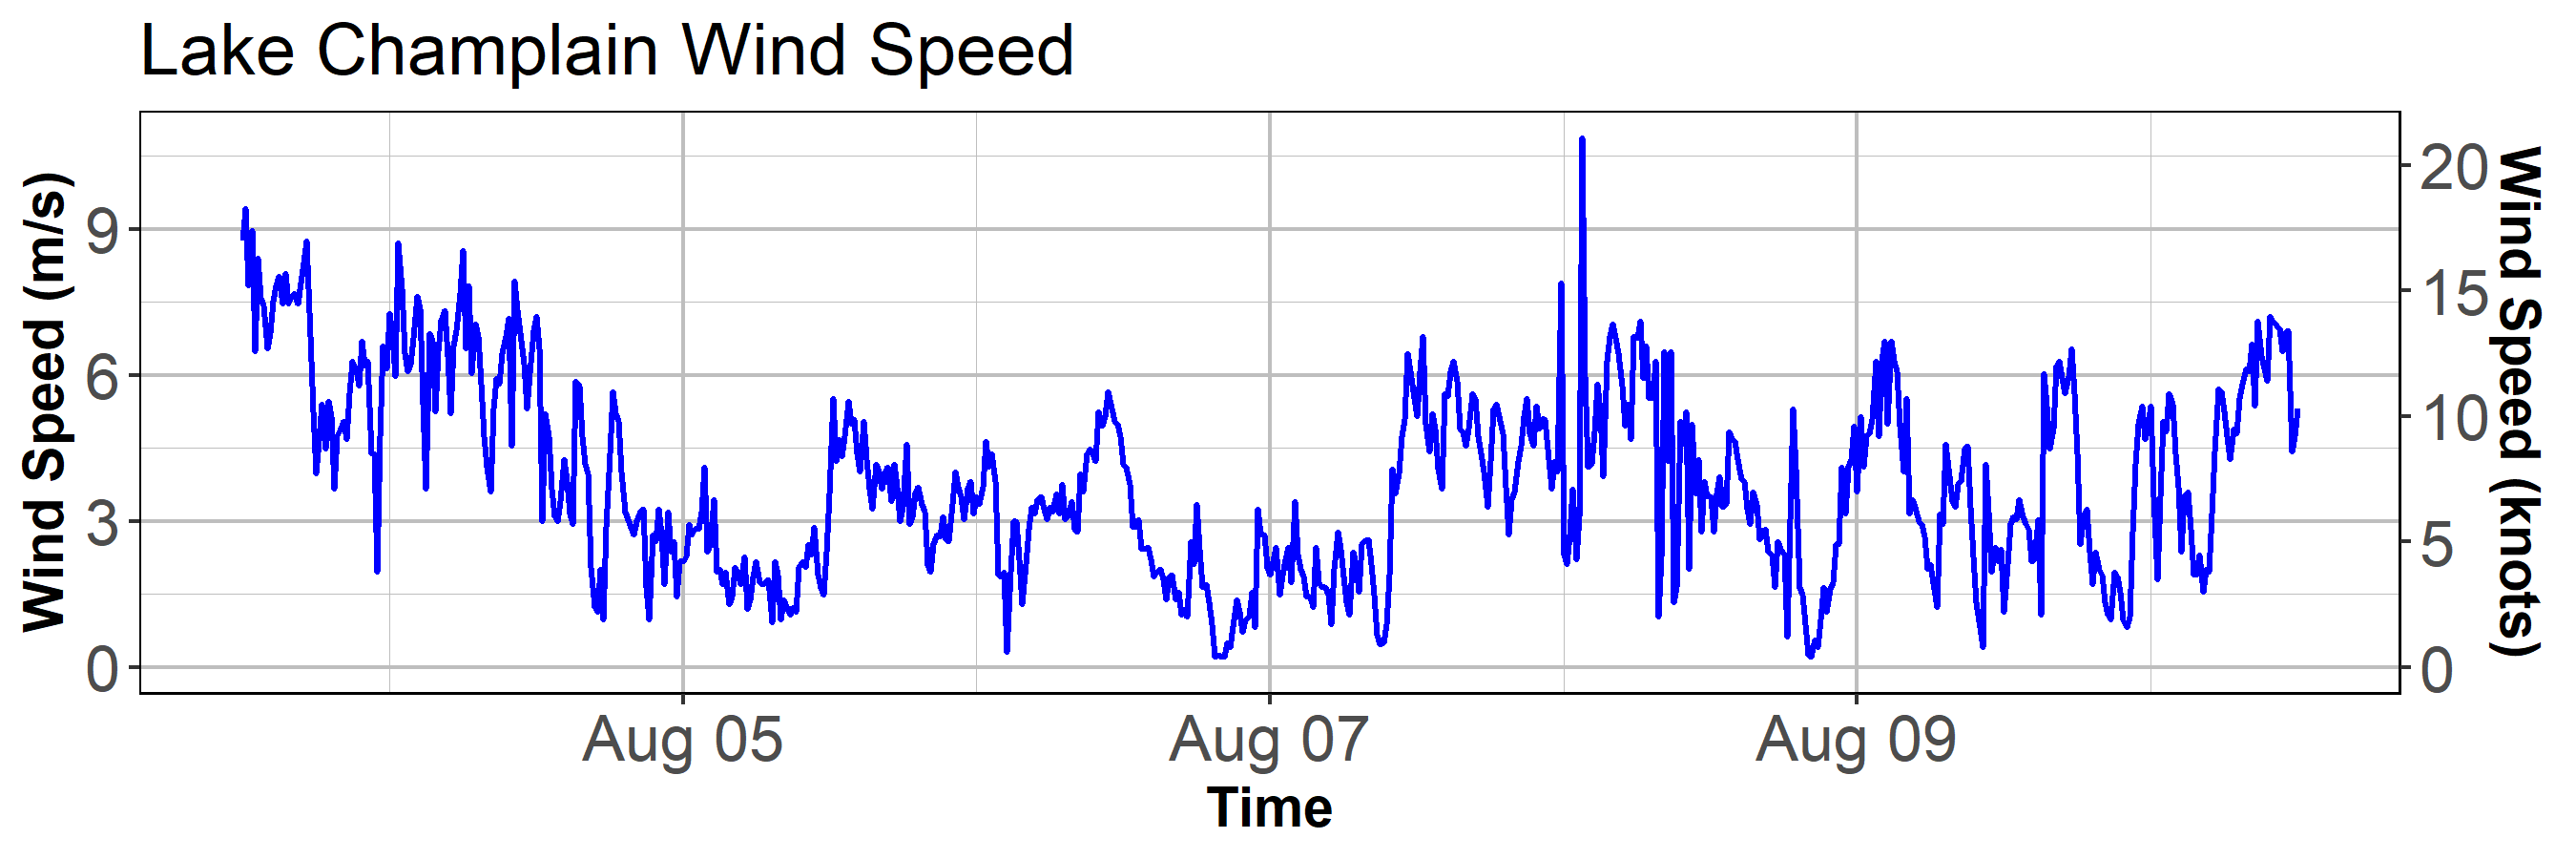 Lake Champlain Wind Speed
Wind Speed (m/s)
9
6
3
0
20
15
10
5
0
Wind Speed (knots)
Aug 05
Aug 07
Aug 09
Time